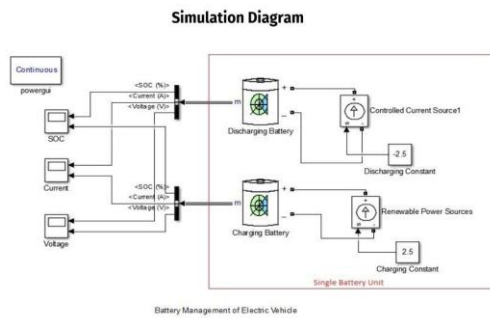 Simulation Diagram
Continuous
powergui
<SOC (%)>
<Current (A)>
<Voltage (V)>
m
+
_
Discharging Battery
Controlled Current Source1
-2.5
Discharging Constant
SOC
Current
Voltage
<SOC (%)>
<Current (A)>
<Voltage (V)>
m
+
_
Charging Battery
Renewable Power Sources
2.5
Charging Constant
Single Battery Unit
Battery Management of Electric Vehicle